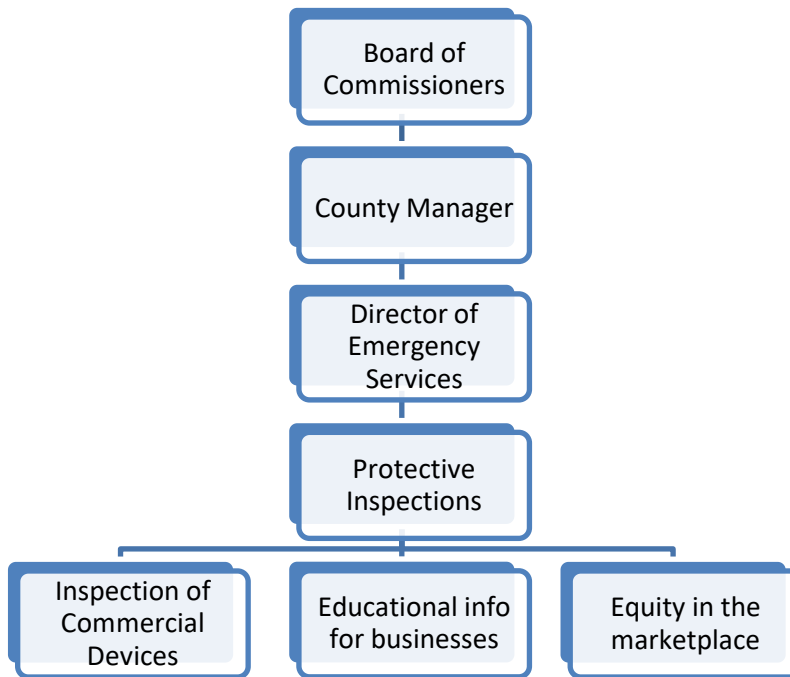 Board of
Commissioners
County Manager
Director of
Emergency
Services
Protective
Inspections
Inspection of
Commercial
Devices
Educational info
for businesses
Equity in the
marketplace